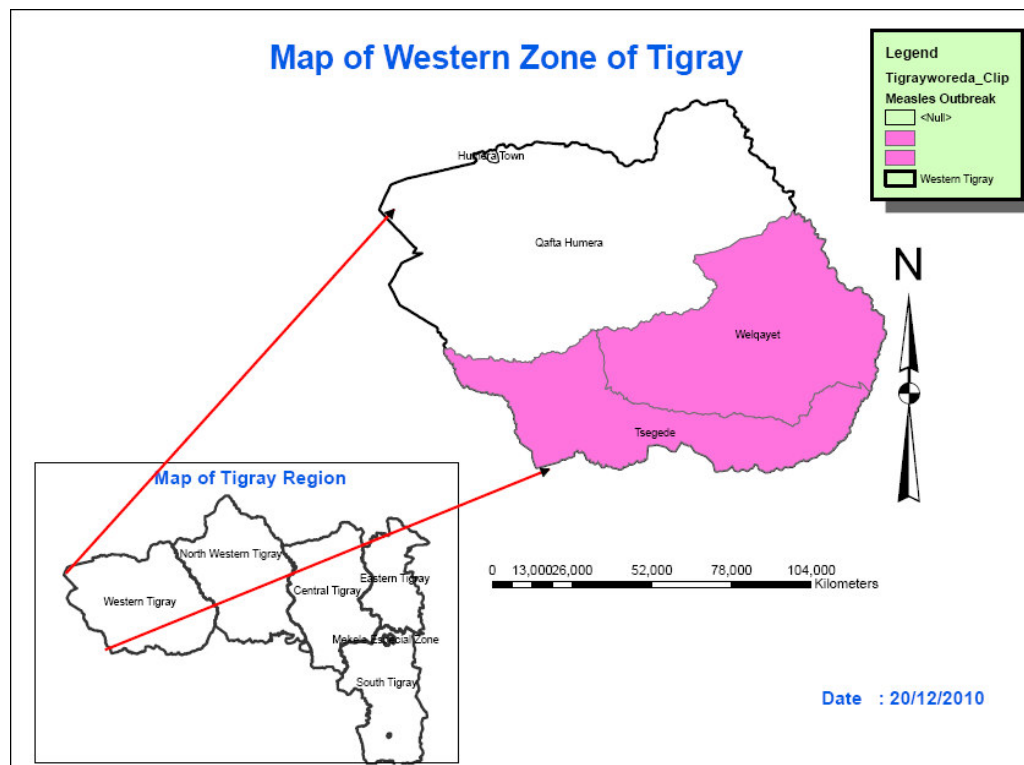 Map of Western Zone of Tigray
Legend
Tigrayworeda_Clip
Measles Outbreak
<Null>
Western Tigray
Humera Town
Qafta Humera
N
Welqayet
Tsegede
Map of Tigray Region
North Western Tigray
Eastern Tigray
Central Tigray
Western Tigray
Mekele Especial Zone
South Tigray
0 13,000 26,000 52,000 78,000 104,000
Kilometers
Date : 20/12/2010